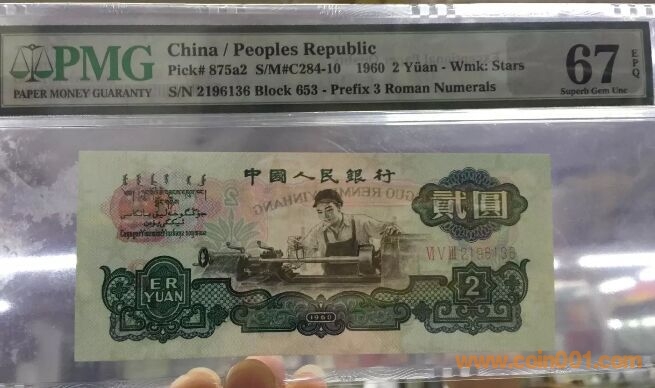 PMG
PAPER MONEY GUARANTY
China / Peoples Republic
Pick# 875a2 S/M#C284-10 1960 2 Yüan - Wmk: Stars
S/N 2196136 Block 653 - Prefix 3 Roman Numerals
67
EPQ
Superb Gem Unc
中國人民銀行
貳圓
VI V III 2196136
ER
YUAN
1960
2
www.coin001.com